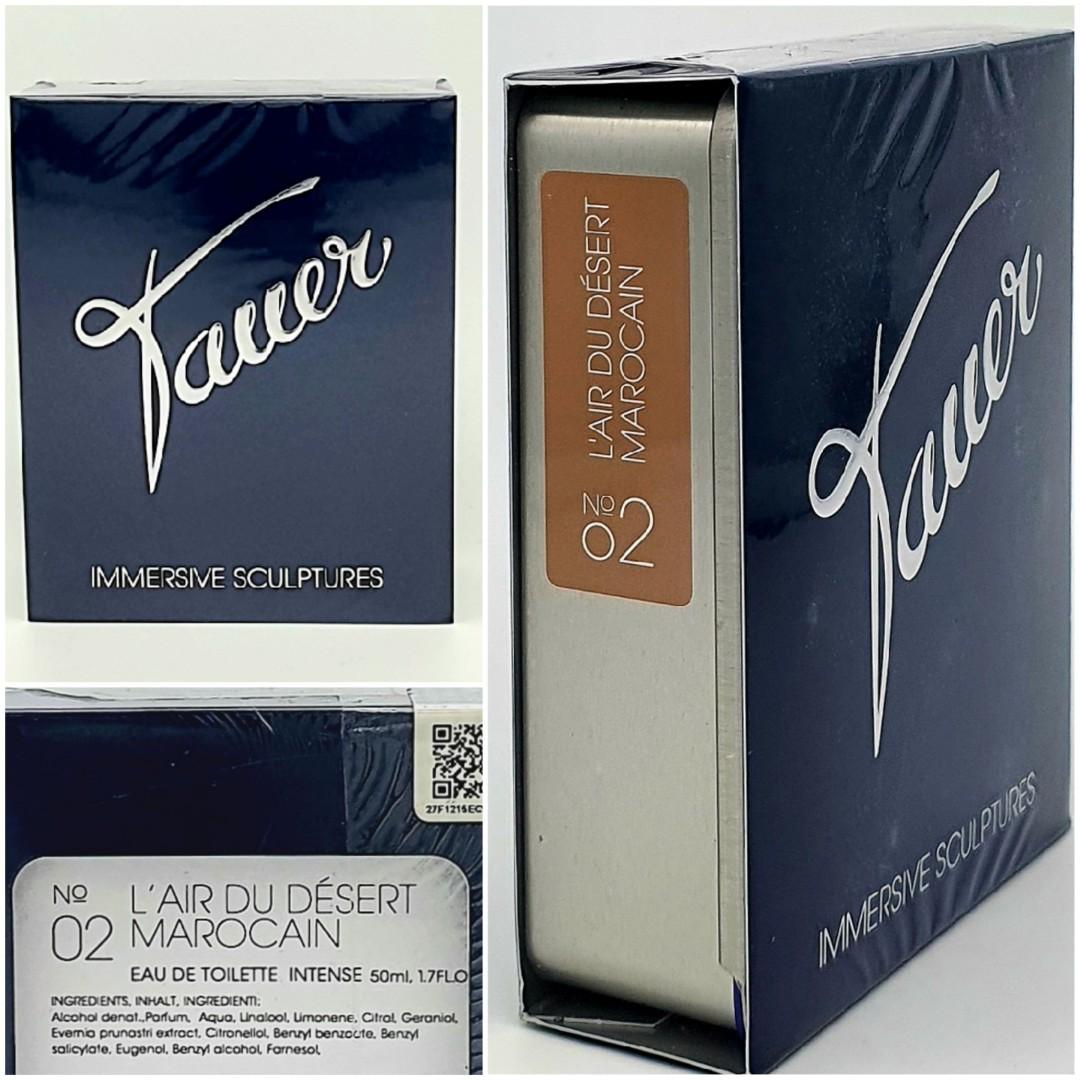 Tauer
IMMERSIVE SCULPTURES
No
02
L'AIR DU DÉSERT
MAROCAIN
Tauer
IMMERSIVE SCULPTURES
27F1215EC
No
02
L'AIR DU DÉSERT
MAROCAIN
EAU DE TOILETTE INTENSE 50ml, 1.7FLO
INGREDIENTS, INHALT, INGREDIENTI:
Alcohol denat.,Parfum, Aqua, Linalool, Limonene, Citral, Geraniol,
Evernia prunastri extract, Citronellol, Benzyl benzoate, Benzyl
salicylate, Eugenol, Benzyl alcohol, Farnesol,